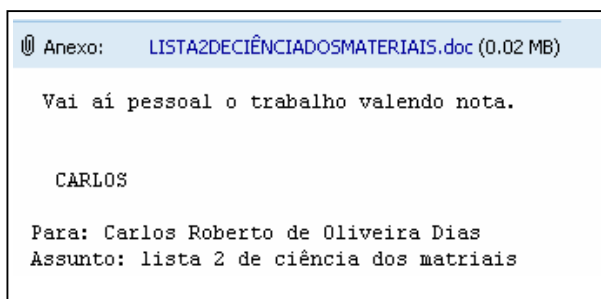 Anexo: LISTA2DECIÊNCIADOSMATERIAIS.doc (0.02 MB)
Vai aí pessoal o trabalho valendo nota.
CARLOS
Para: Carlos Roberto de Oliveira Dias
Assunto: lista 2 de ciência dos matriais